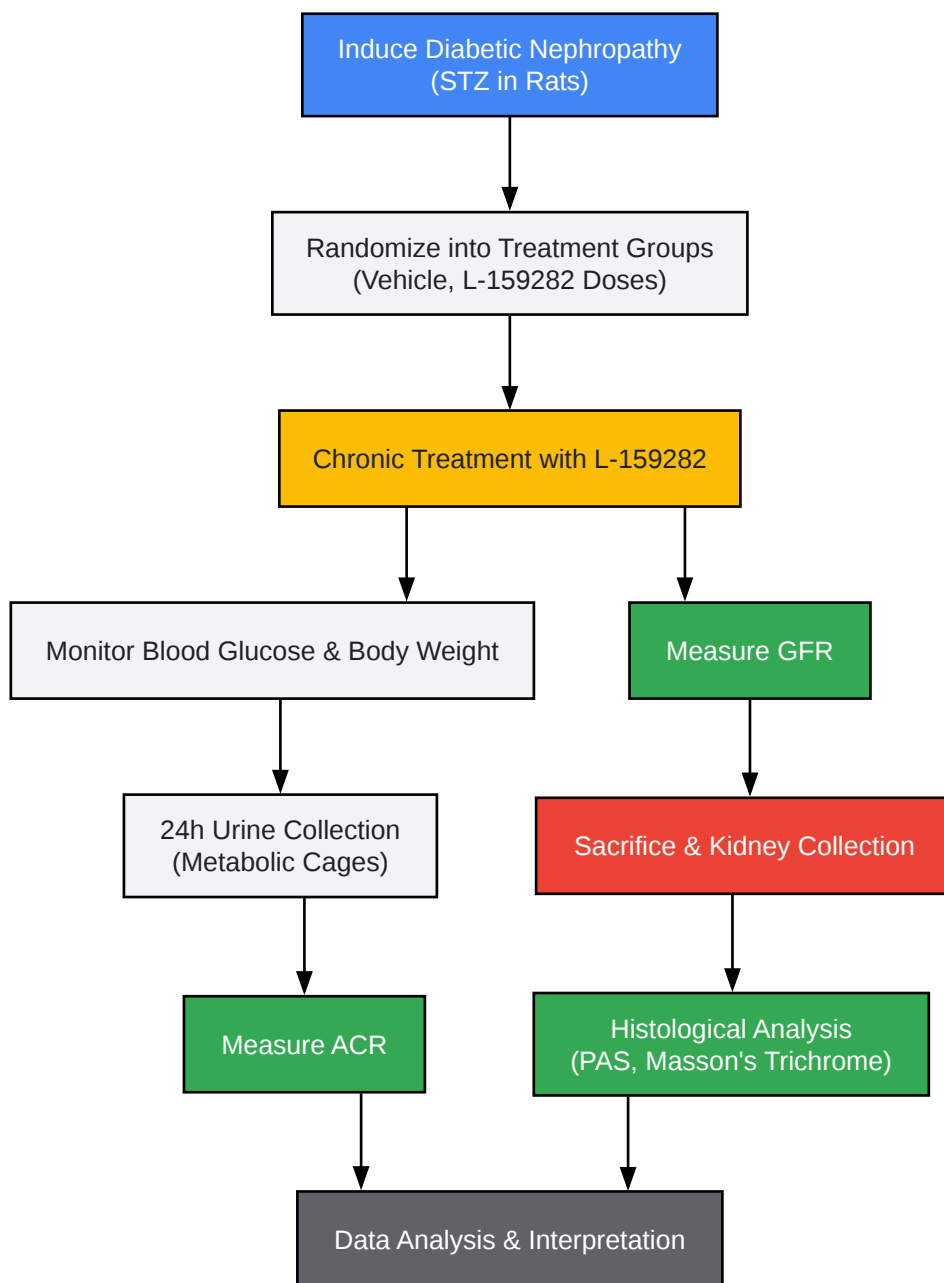 Induce Diabetic Nephropathy
(STZ in Rats)
Randomize into Treatment Groups
(Vehicle, L-159282 Doses)
Chronic Treatment with L-159282
Monitor Blood Glucose & Body Weight
Measure GFR
24h Urine Collection
(Metabolic Cages)
Sacrifice & Kidney Collection
Measure ACR
Histological Analysis
(PAS, Masson's Trichrome)
Data Analysis & Interpretation